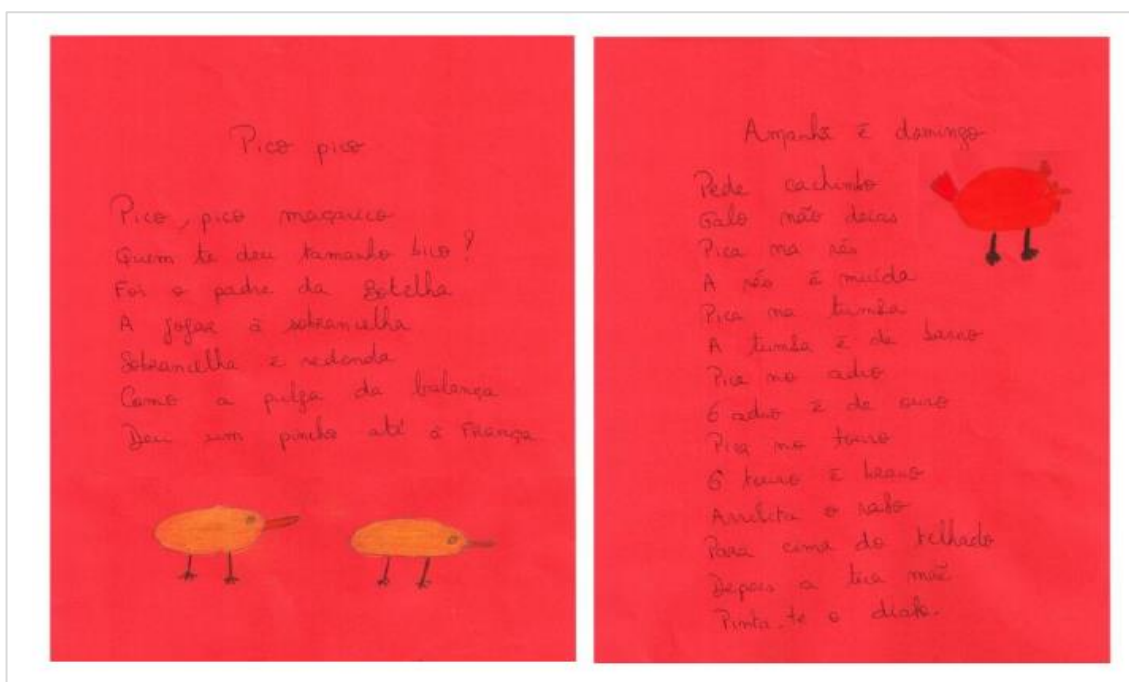 Pico pico
Pico, pico maçarico
Quem te deu tamanho bico?
Foi o padre da Botelha
A jogar à sobrancelha
Sobrancelha é redonda
Como a pulga da balança
Deu um pincho até à França
Amanhã é domingo
Pede cachimbo
Galo não docas
Pica na rês
A rês é muída
Pica na tumba
A tumba é de barro
Pica no adro
O adro é de ouro
Pica no touro
O touro é bravo
Arrebita o rabo
Para cima do telhado
Depois a tua mãe
Pinta-te o diabo.